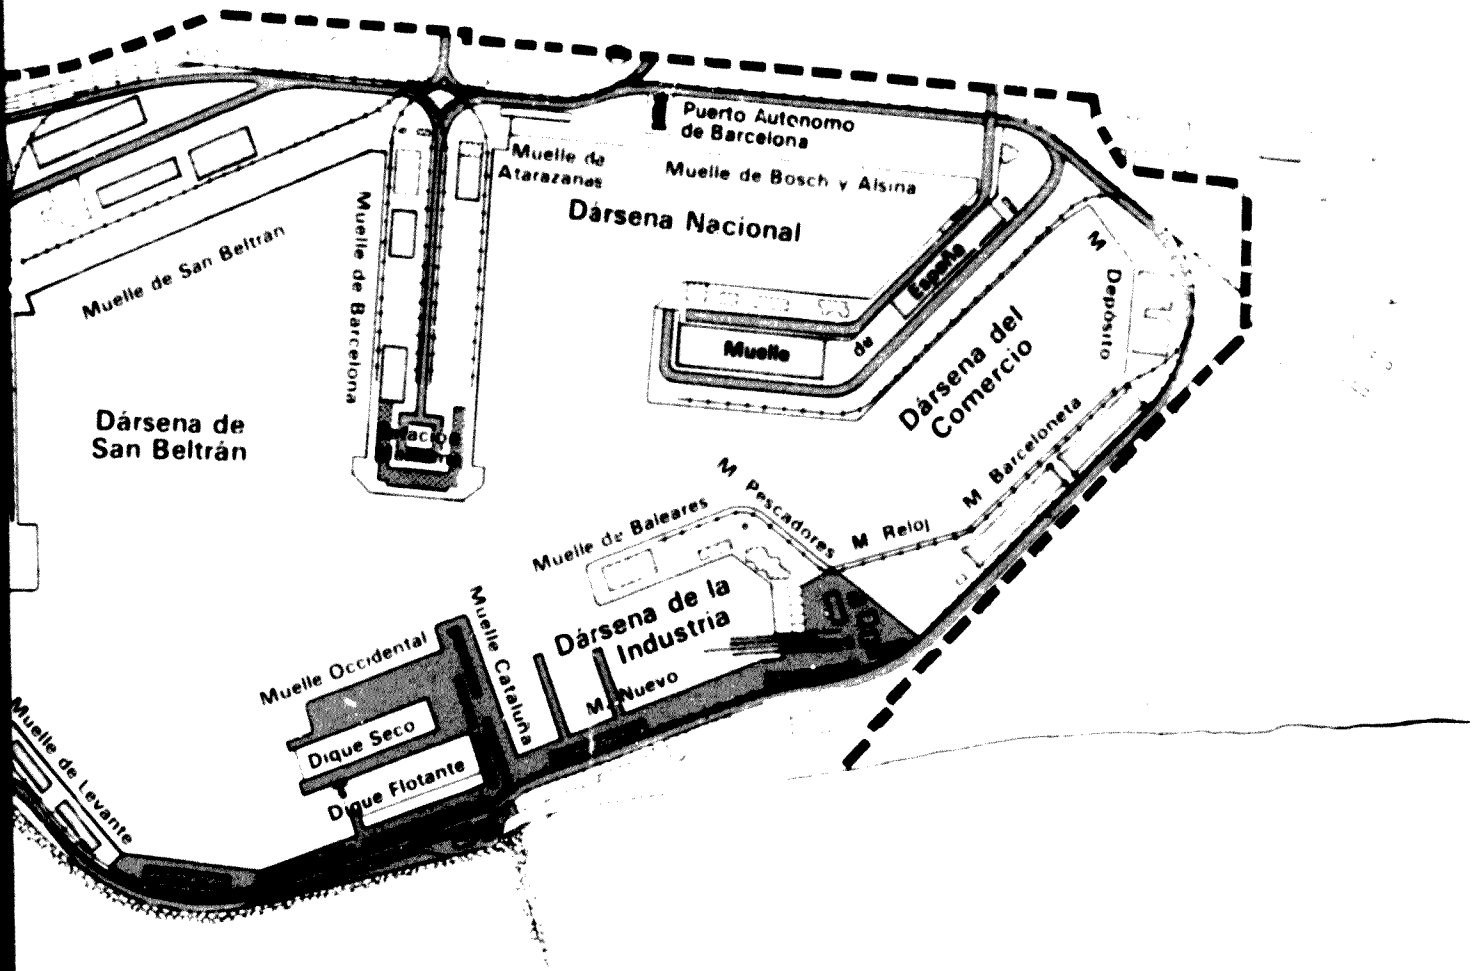 Puerto Autonomo
de Barcelona
Muelle de
Atarazanas
Muelle de Bosch y Alsina
Dársena Nacional
Muelle de San Beltrán
Muelle de Barcelona
España
de
Muelle
M
Depósito
Dársena del
Comercio
Dársena de
San Beltrán
M Barceloneta
M Reloj
M Pescadores
Muelle de Baleares
Dársena de la
Industria
M. Nuevo
Muelle Cataluña
Muelle Occidental
Dique Seco
Dique Flotante
Muelle de Levante